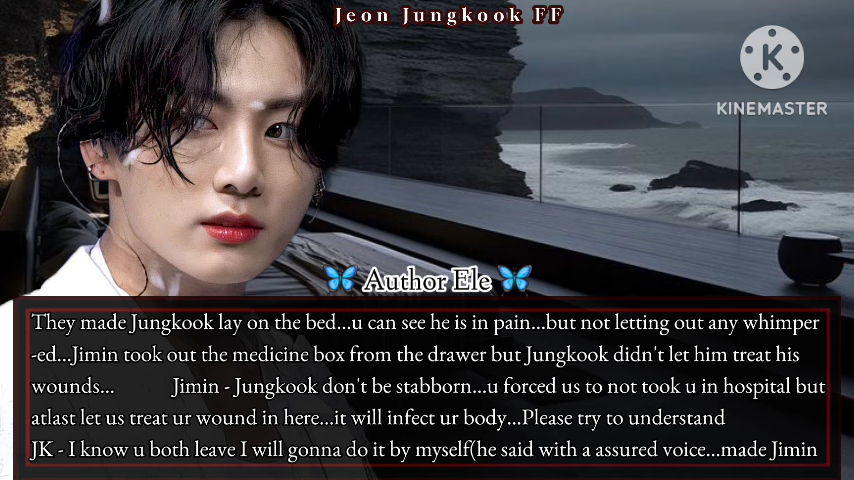 Jeon Jungkook FF
KINEMASTER
Author Ele
They made Jungkook lay on the bed...u can see he is in pain...but not letting out any whimper
-ed...Jimin took out the medicine box from the drawer but Jungkook didn't let him treat his
wounds... Jimin - Jungkook don't be stabborn...u forced us to not took u in hospital but
atlast let us treat ur wound in here...it will infect ur body...Please try to understand
JK - I know u both leave I will gonna do it by myself(he said with a assured voice...made Jimin